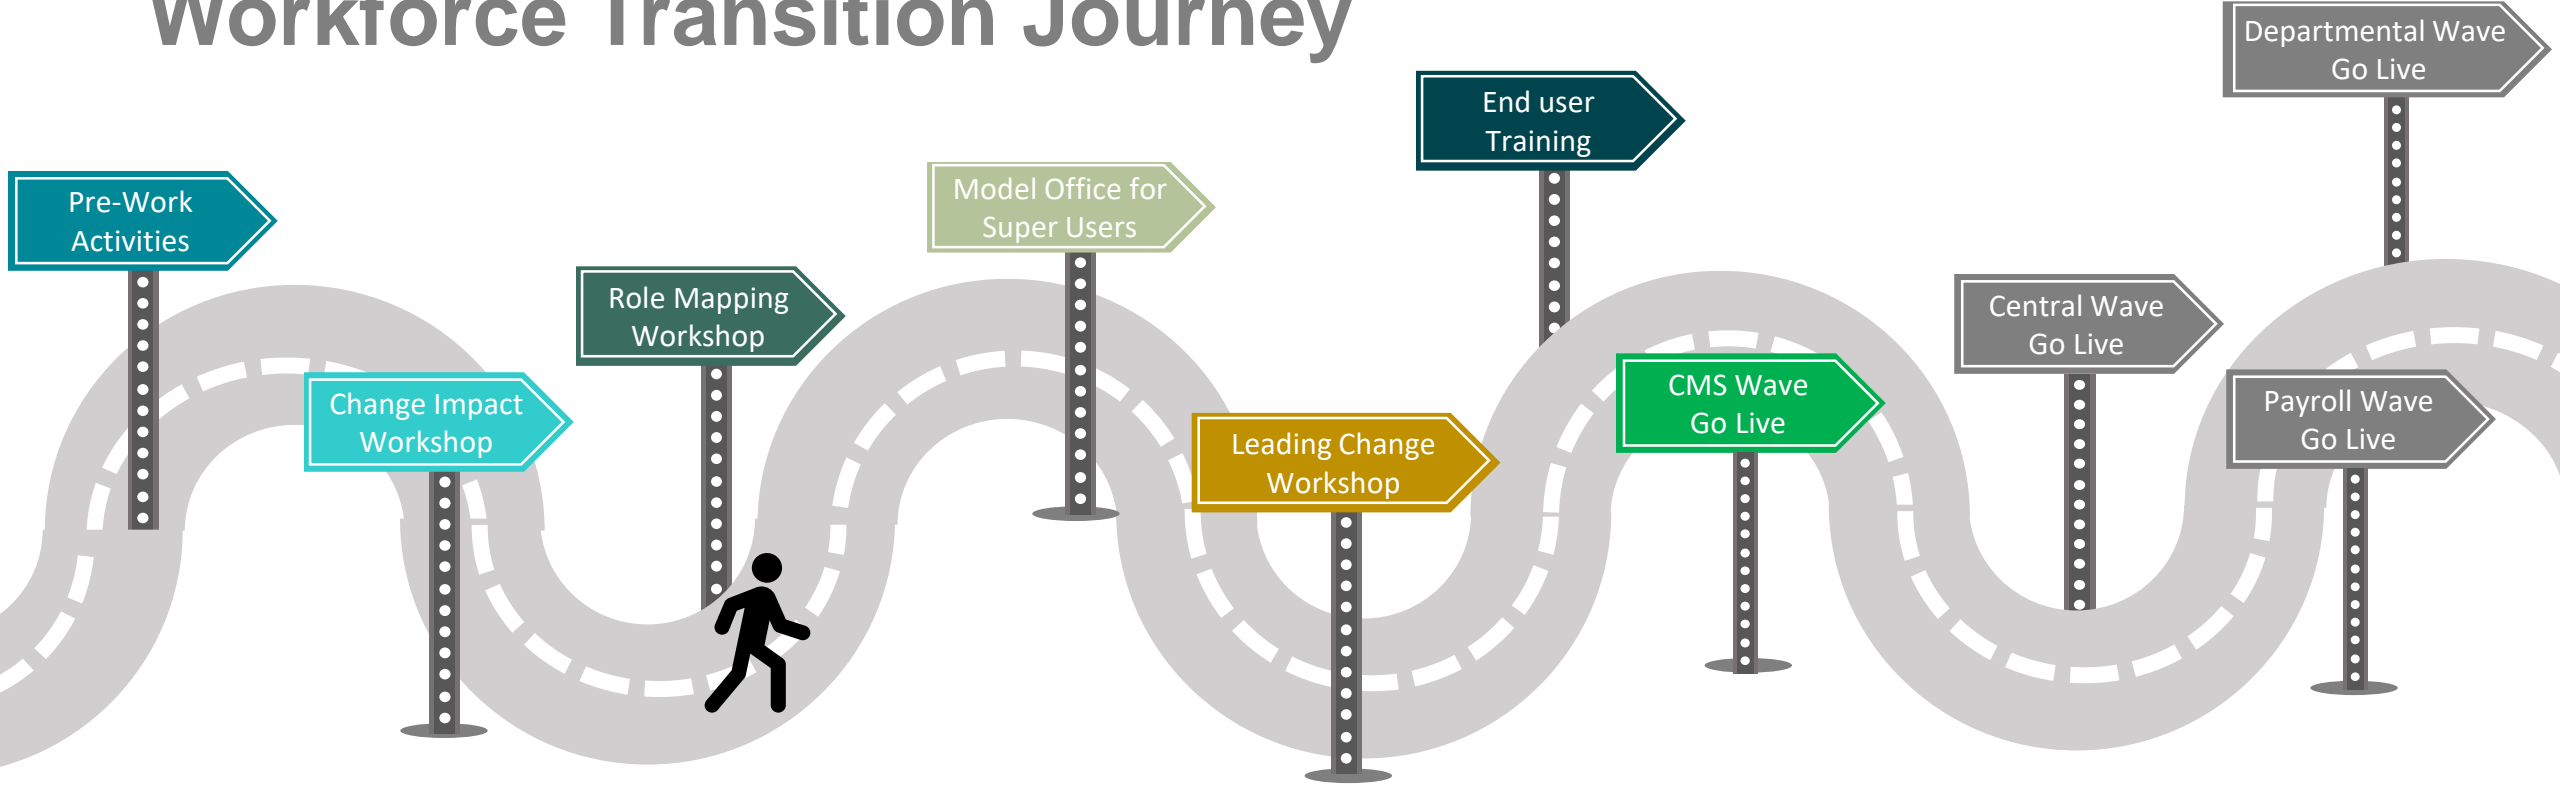 Workforce Transition Journey
Pre-Work
Activities
Change Impact
Workshop
Role Mapping
Workshop
Model Office for
Super Users
Leading Change
Workshop
End user
Training
CMS Wave
Go Live
Central Wave
Go Live
Departmental Wave
Go Live
Payroll Wave
Go Live